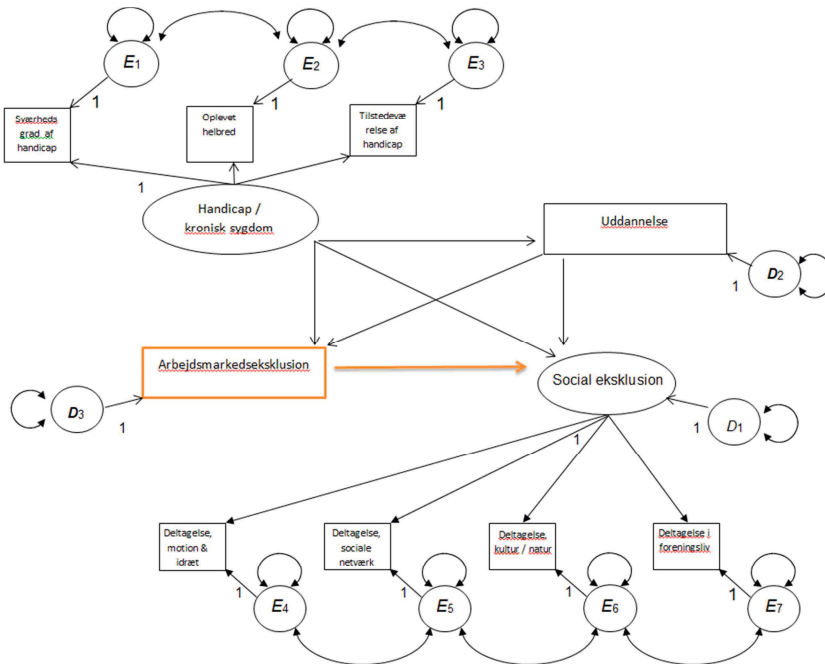 E1
E2
E3
1
1
1
Sværheds
grad af
handicap
Oplevet
helbred
Tilstedevæ
relse af
handicap
1
Handicap /
kronisk sygdom
Uddannelse
D2
1
Arbejdsmarkedseksklusion
Social eksklusion
D3
1
1
D1
1
Deltagelse,
motion &
idræt
Deltagelse,
sociale
netværk
Deltagelse,
kultur / natur
Deltagelse i
foreningsliv
1
E4
1
E5
1
E6
1
E7